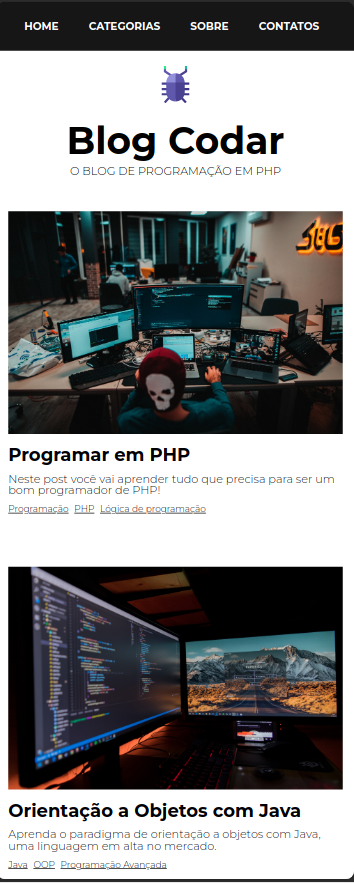 HOME CATEGORIAS SOBRE CONTATOS
Blog Codar
O BLOG DE PROGRAMAÇÃO EM PHP
Programar em PHP
Neste post você vai aprender tudo que precisa para ser um
bom programador de PHP!
Programação PHP Lógica de programação
Orientação a Objetos com Java
Aprenda o paradigma de orientação a objetos com Java,
uma linguagem em alta no mercado.
Java OOP Programação Avançada